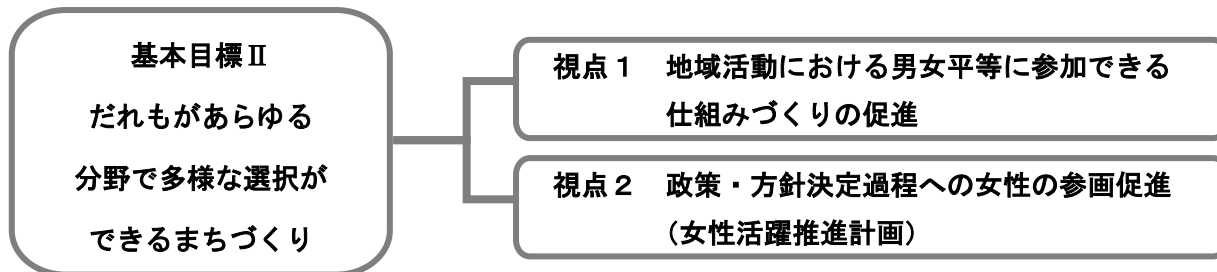 基本目標Ⅱ
だれもがあらゆる
分野で多様な選択が
できるまちづくり
視点１　地域活動における男女平等に参加できる
仕組みづくりの促進
視点２　政策・方針決定過程への女性の参画促進
（女性活躍推進計画）